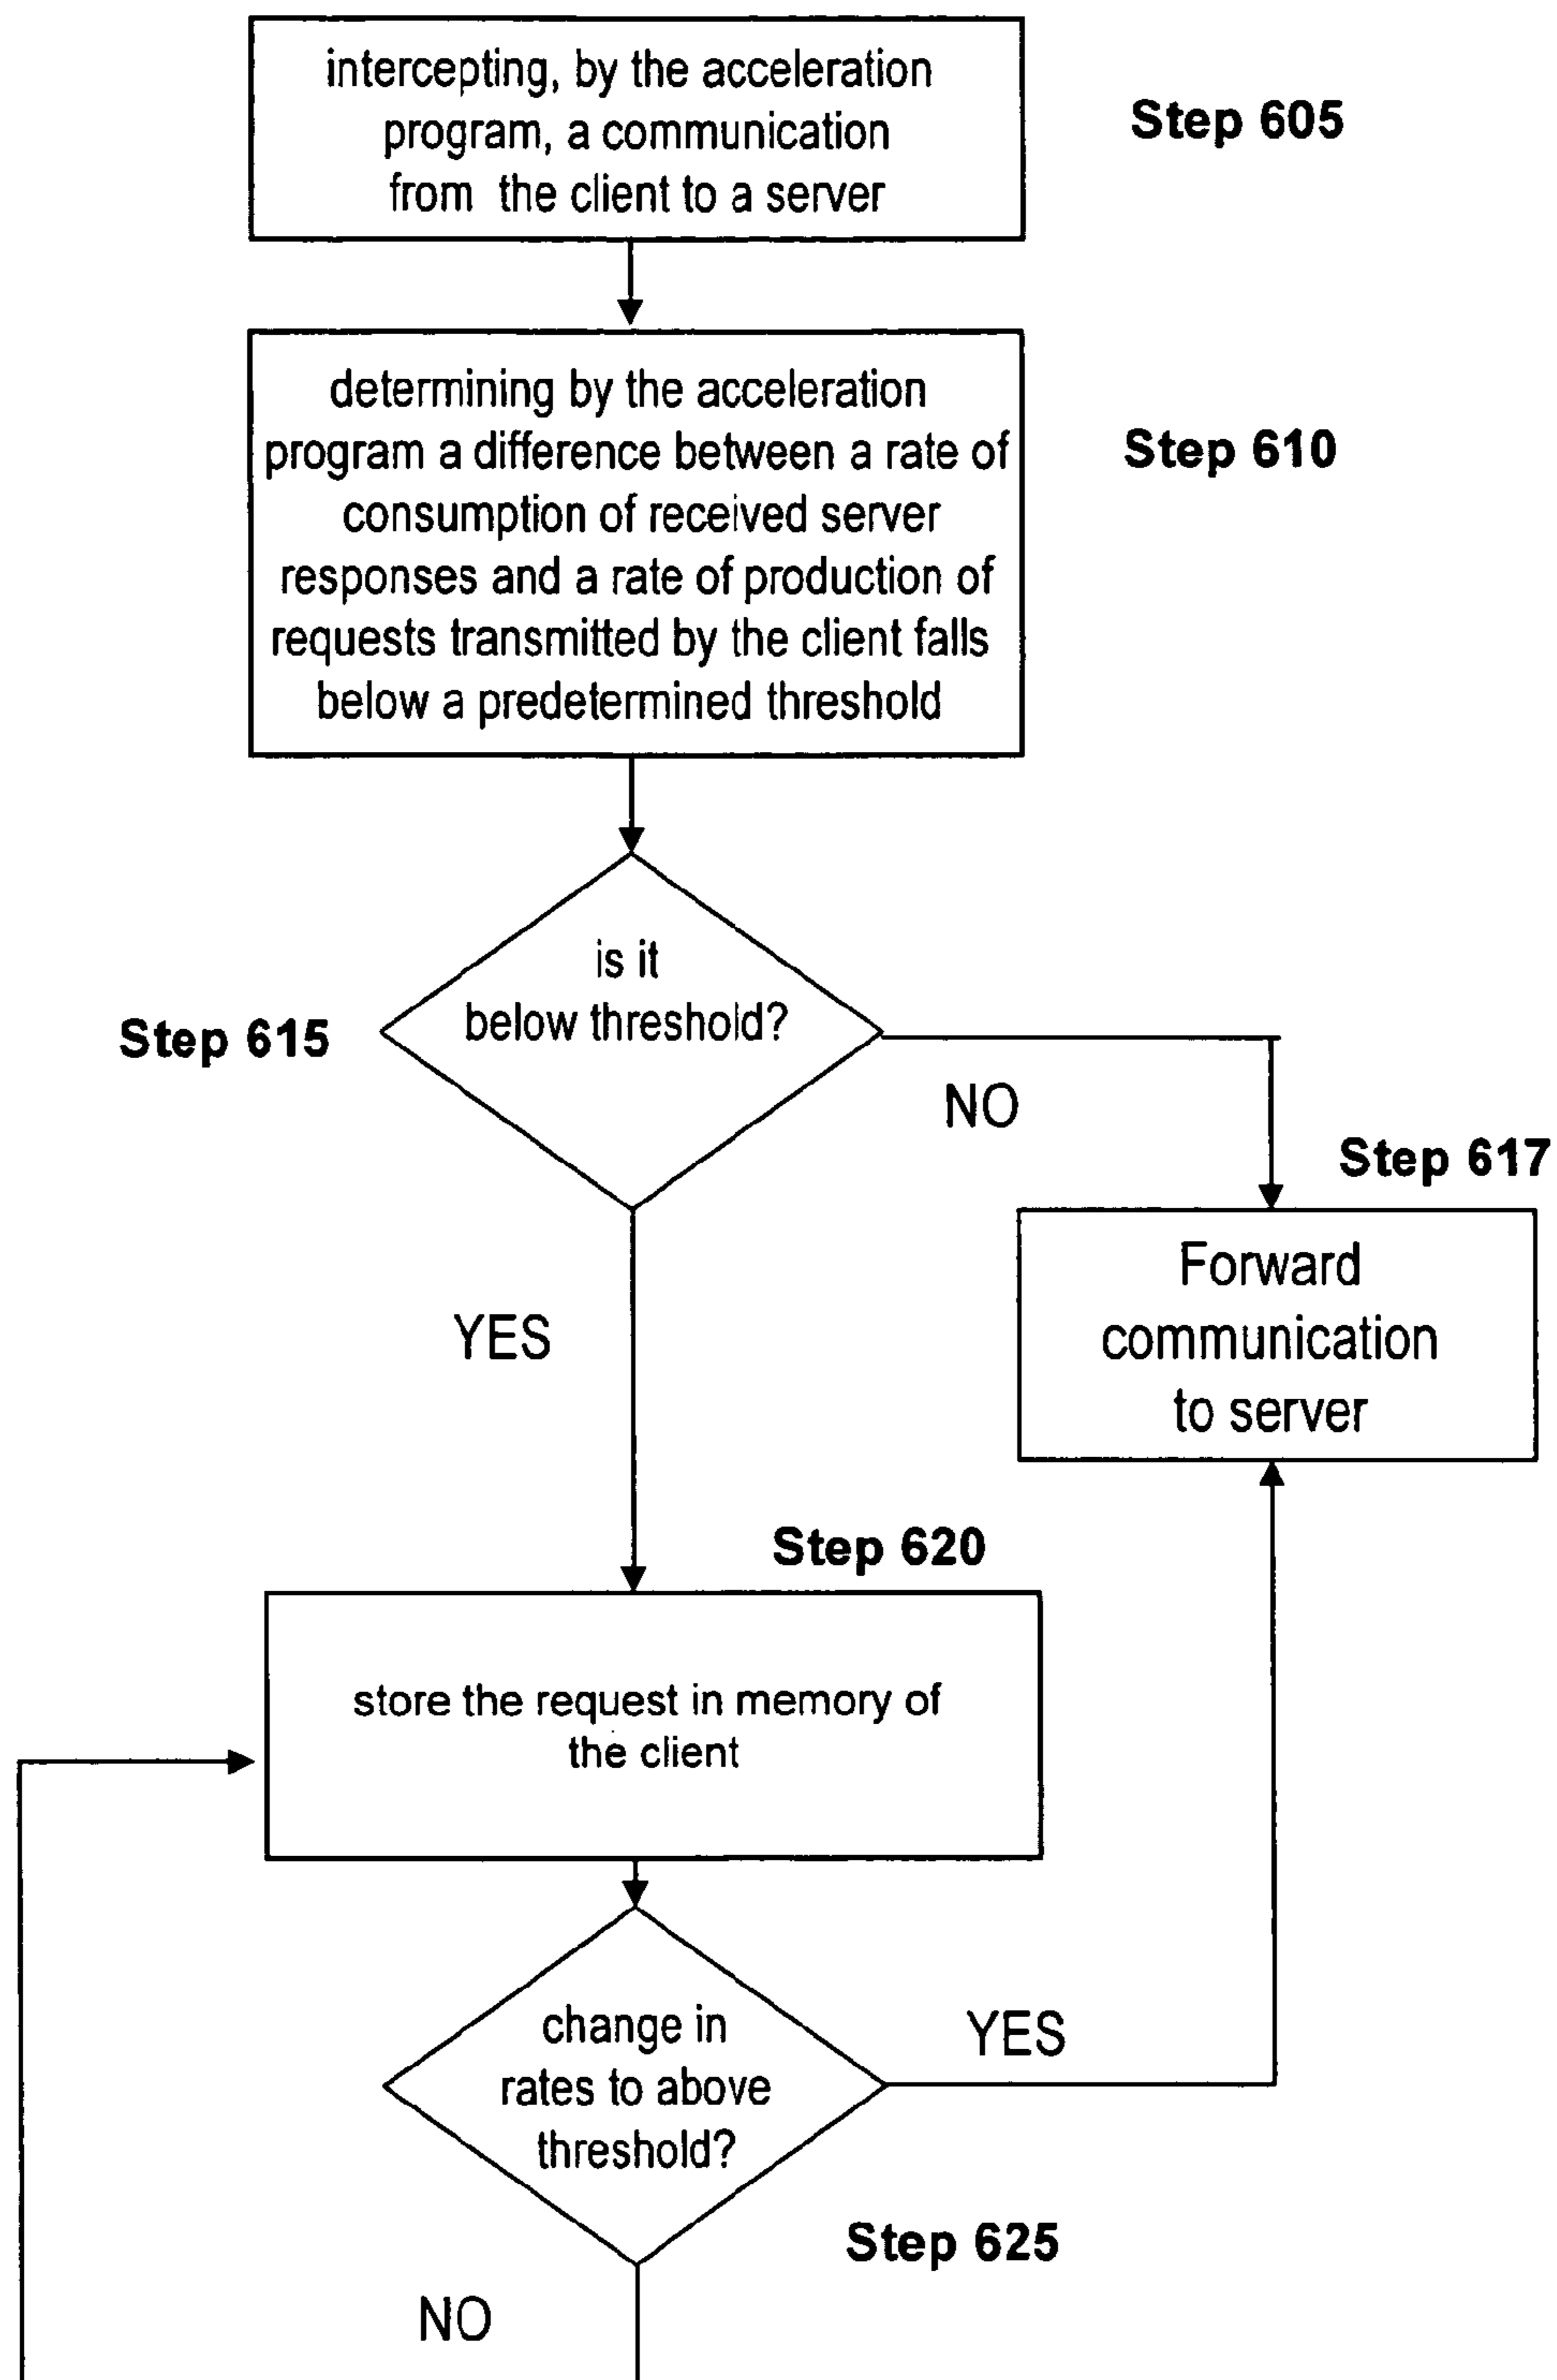 intercepting, by the acceleration
program, a communication
from the client to a server
Step 605
determining by the acceleration
program a difference between a rate of
consumption of received server
responses and a rate of production of
requests transmitted by the client falls
below a predetermined threshold
Step 610
is it
below threshold?
Step 615
NO
Step 617
Forward
communication
to server
YES
Step 620
store the request in memory of
the client
change in
rates to above
threshold?
YES
Step 625
NO